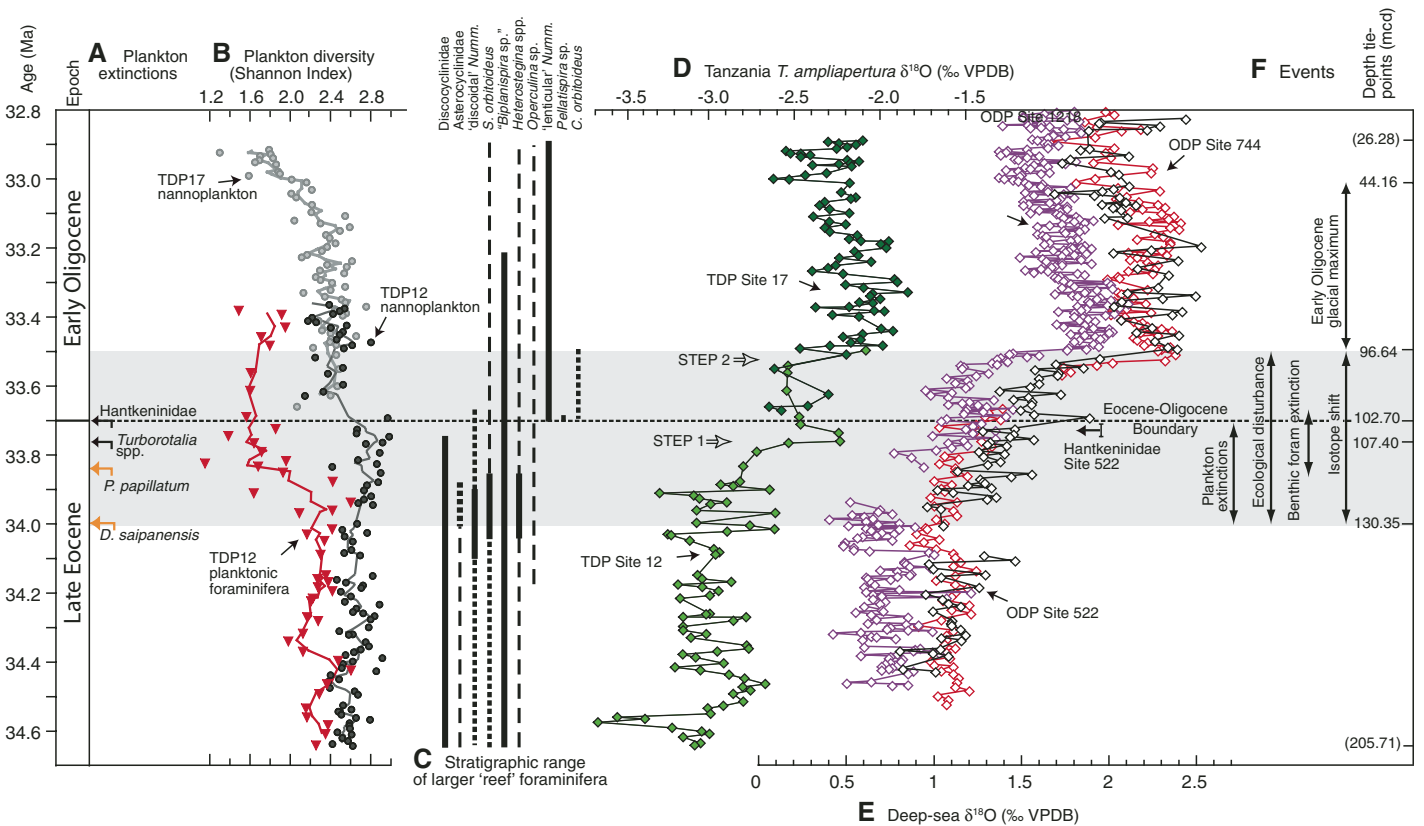 A Plankton
extinctions
B Plankton diversity
(Shannon Index)
1.2 1.6 2.0 2.4 2.8
Age (Ma)
Epoch
Discocyclinidae
Asterocyclinidae
'discoidal' Numm.
S. orbitoideus
"Biplanispira sp."
Heterostegina spp.
Operculina sp.
'lenticular' Numm.
Pellatispira sp.
C. orbitoideus
D Tanzania T. ampliapertura δ18O (‰ VPDB)
-3.5 -3.0 -2.5 -2.0 -1.5
F Events
Depth tie-
points (mcd)
32.8
33.0
33.2
33.4
33.6
33.8
34.0
34.2
34.4
34.6
Early Oligocene
Late Eocene
TDP17
nannoplankton
TDP12
nannoplankton
Hantkeninidae
Turborotalia
spp.
P. papillatum
D. saipanensis
TDP12
planktonic
foraminifera
C Stratigraphic range
of larger 'reef' foraminifera
ODP Site 1218
ODP Site 744
TDP Site 17
STEP 2
STEP 1
TDP Site 12
Eocene-Oligocene
Boundary
Hantkeninidae
Site 522
ODP Site 522
Early Oligocene
glacial maximum
Plankton
extinctions
Ecological disturbance
Benthic foram extinction
Isotope shift
(26.28)
44.16
96.64
102.70
107.40
130.35
(205.71)
0 0.5 1 1.5 2 2.5
E Deep-sea δ18O (‰ VPDB)